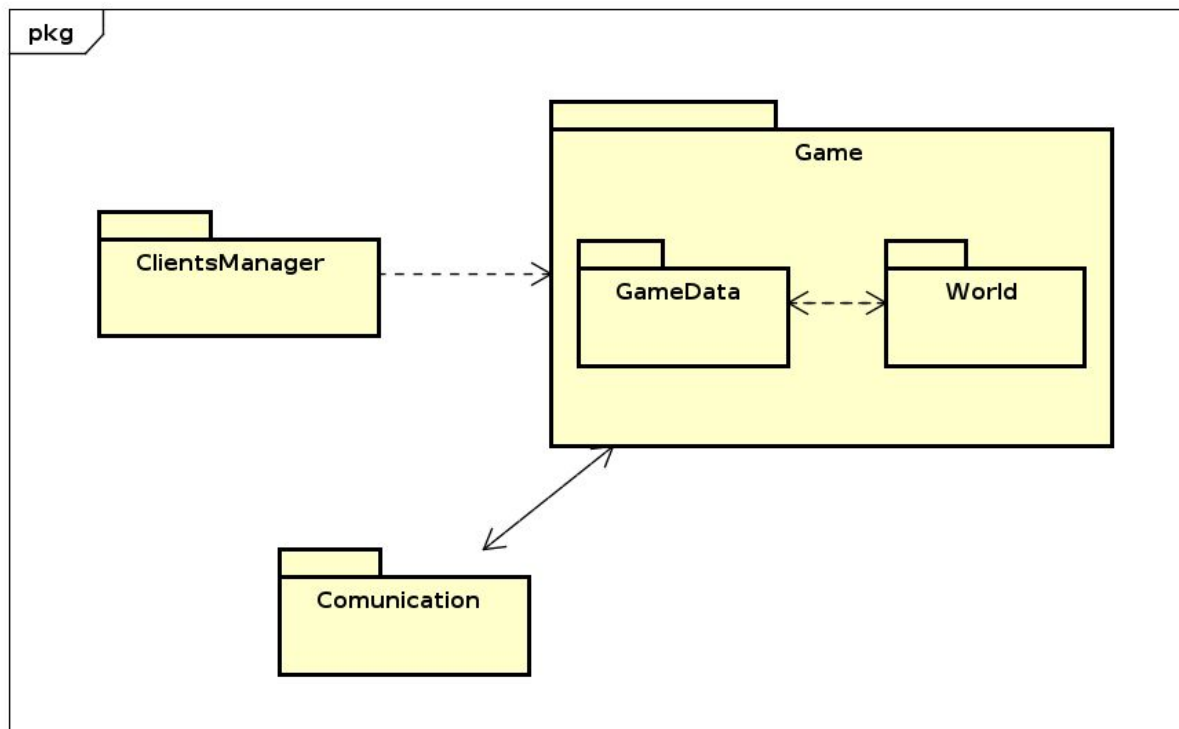 pkg
Game
ClientsManager
GameData
World
Comunication